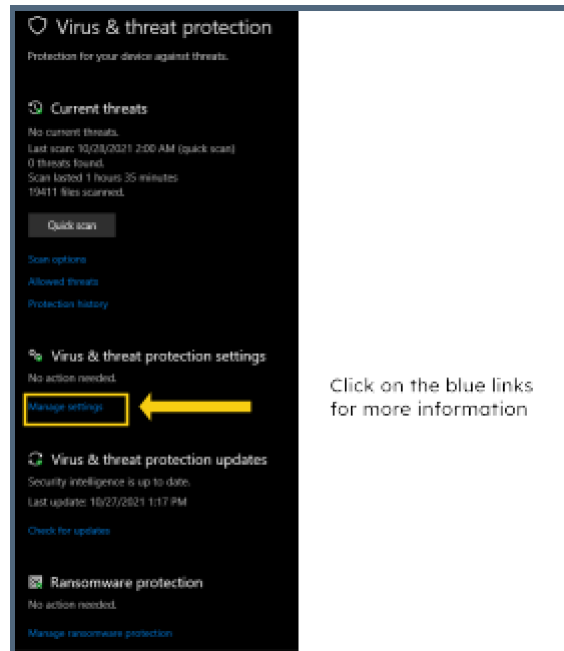 Virus & threat protection
Protection for your device against threats.
Current threats
No current threats.
Last scan: 10/28/2021 2:00 AM (quick scan)
0 threats found.
Scan lasted 1 hours 35 minutes
19411 files scanned.
Quick scan
Scan options
Allowed threats
Protection history
Virus & threat protection settings
No action needed.
Manage settings
Click on the blue links
for more information
Virus & threat protection updates
Security intelligence is up to date.
Last update: 10/27/2021 1:17 PM
Check for updates
Ransomware protection
No action needed.
Manage ransomware protection